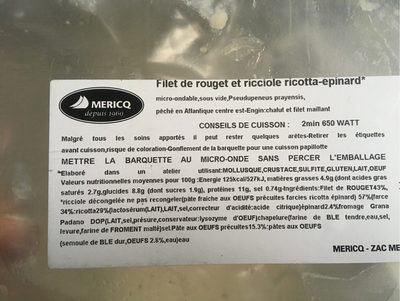 Filet de rouget et ricciole ricotta-epinard*
micro-ondable,sous vide,Pseudupeneus prayensis,
pêché en Atlantique centre est-Engin:chalut et filet maillant
MERICQ
depuis 1960
CONSEILS DE CUISSON : 2min 650 WATT
Malgré tous les soins apportés il peut rester quelques arêtes-Retirer les étiquettes
avant cuisson,risque de coloration-Gonflement de la barquette pour une cuisson papillotte
METTRE LA BARQUETTE AU MICRO-ONDE SANS PERCER L'EMBALLAGE
*Elaboré dans un atelier utilisant:MOLLUSQUE,CRUSTACE,SULFITE,GLUTEN,LAIT,OEUF
Valeurs nutritionnelles moyennes pour 100g:Energie 125kcal/527kJ, matières grasses 4.9g (dont acides gras
saturés 2.7g,glucides 8.8g (dont sucres 1.9g), protéines 11g, sel 0.74g-Ingrédients:Filet de ROUGET43%,
*ricciole décongelée ne pas recongeler(pâte fraîche aux OEUFS précuites forcies ricotta épinard) 57%(farce
34%:ricotta29%(lactosérum(LAIT),LAIT,sel,correcteur d'acidité:acide citrique)épinard2.4%fromage Grana
Padano DOP(LAIT,sel,présure,conservateur:lysozyme d'OEUF)chapelure(farine de BLE tendre,eau,sel,
levure,farine de FROMENT malté)sel.Pâte aux OEUFS précuites15.3%:pâtes aux OEUFS
(semoule de BLE dur,OEUFS 2.8%,eau)eau
MERICQ - ZAC ME